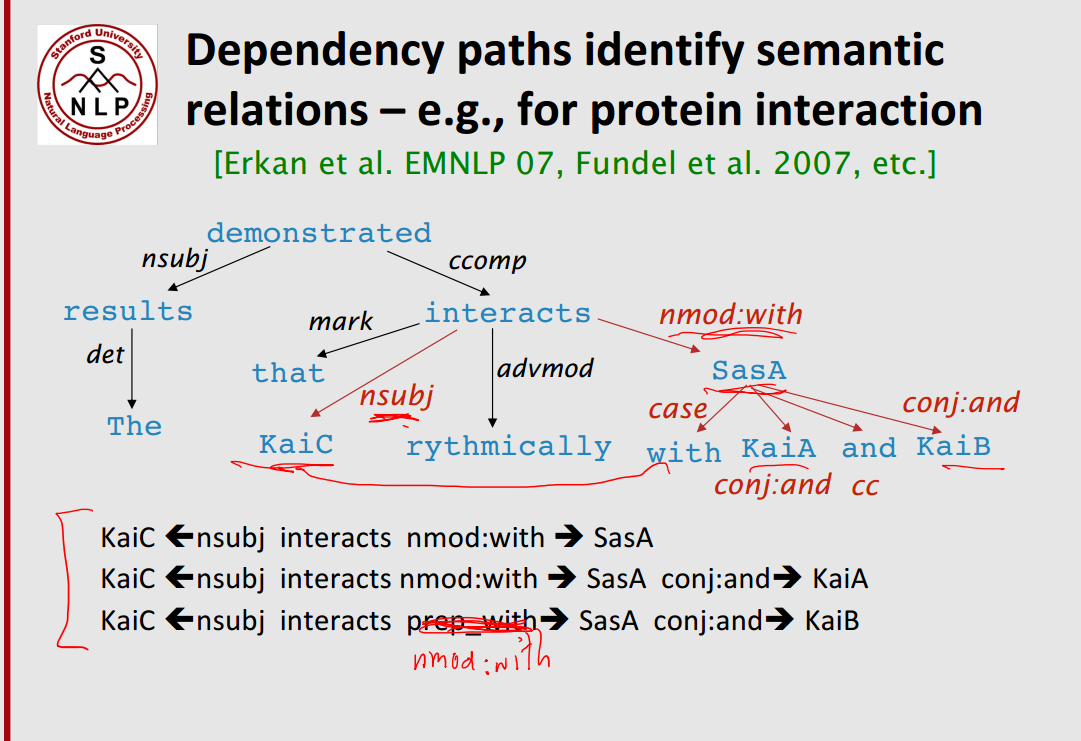 Stanford University
S
NLP
Natural Language Processing
Dependency paths identify semantic
relations – e.g., for protein interaction
[Erkan et al. EMNLP 07, Fundel et al. 2007, etc.]
demonstrated
nsubj
ccomp
results
mark
interacts
nmod:with
det
that
advmod
SasA
nsubj
case
conj:and
The
KaiC
rythmically
with
KaiA
and
KaiB
conj:and
cc
KaiC 🡸nsubj interacts nmod:with 🡺 SasA
KaiC 🡸nsubj interacts nmod:with 🡺 SasA conj:and🡺 KaiA
KaiC 🡸nsubj interacts prep_with🡺 SasA conj:and🡺 KaiB
nmod:with